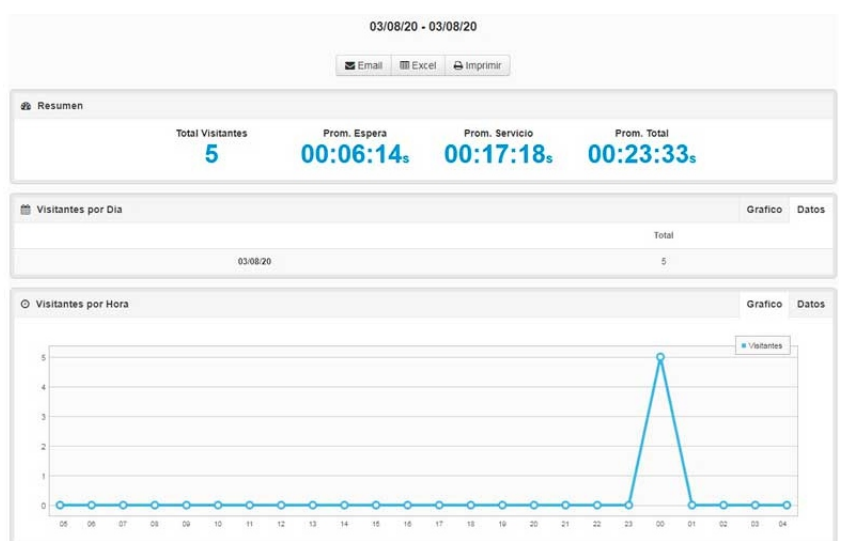 03/08/20 - 03/08/20
Email Excel Imprimir
Resumen
Total Visitantes Prom. Espera Prom. Servicio Prom. Total
5 00:06:14s 00:17:18s 00:23:33s
Visitantes por Dia Grafico Datos
Total
03/08/20 5
Visitantes por Hora Grafico Datos
Visitantes
5
4
3
2
1
0
05 06 07 08 09 10 11 12 13 14 15 16 17 18 19 20 21 22 23 00 01 02 03 04